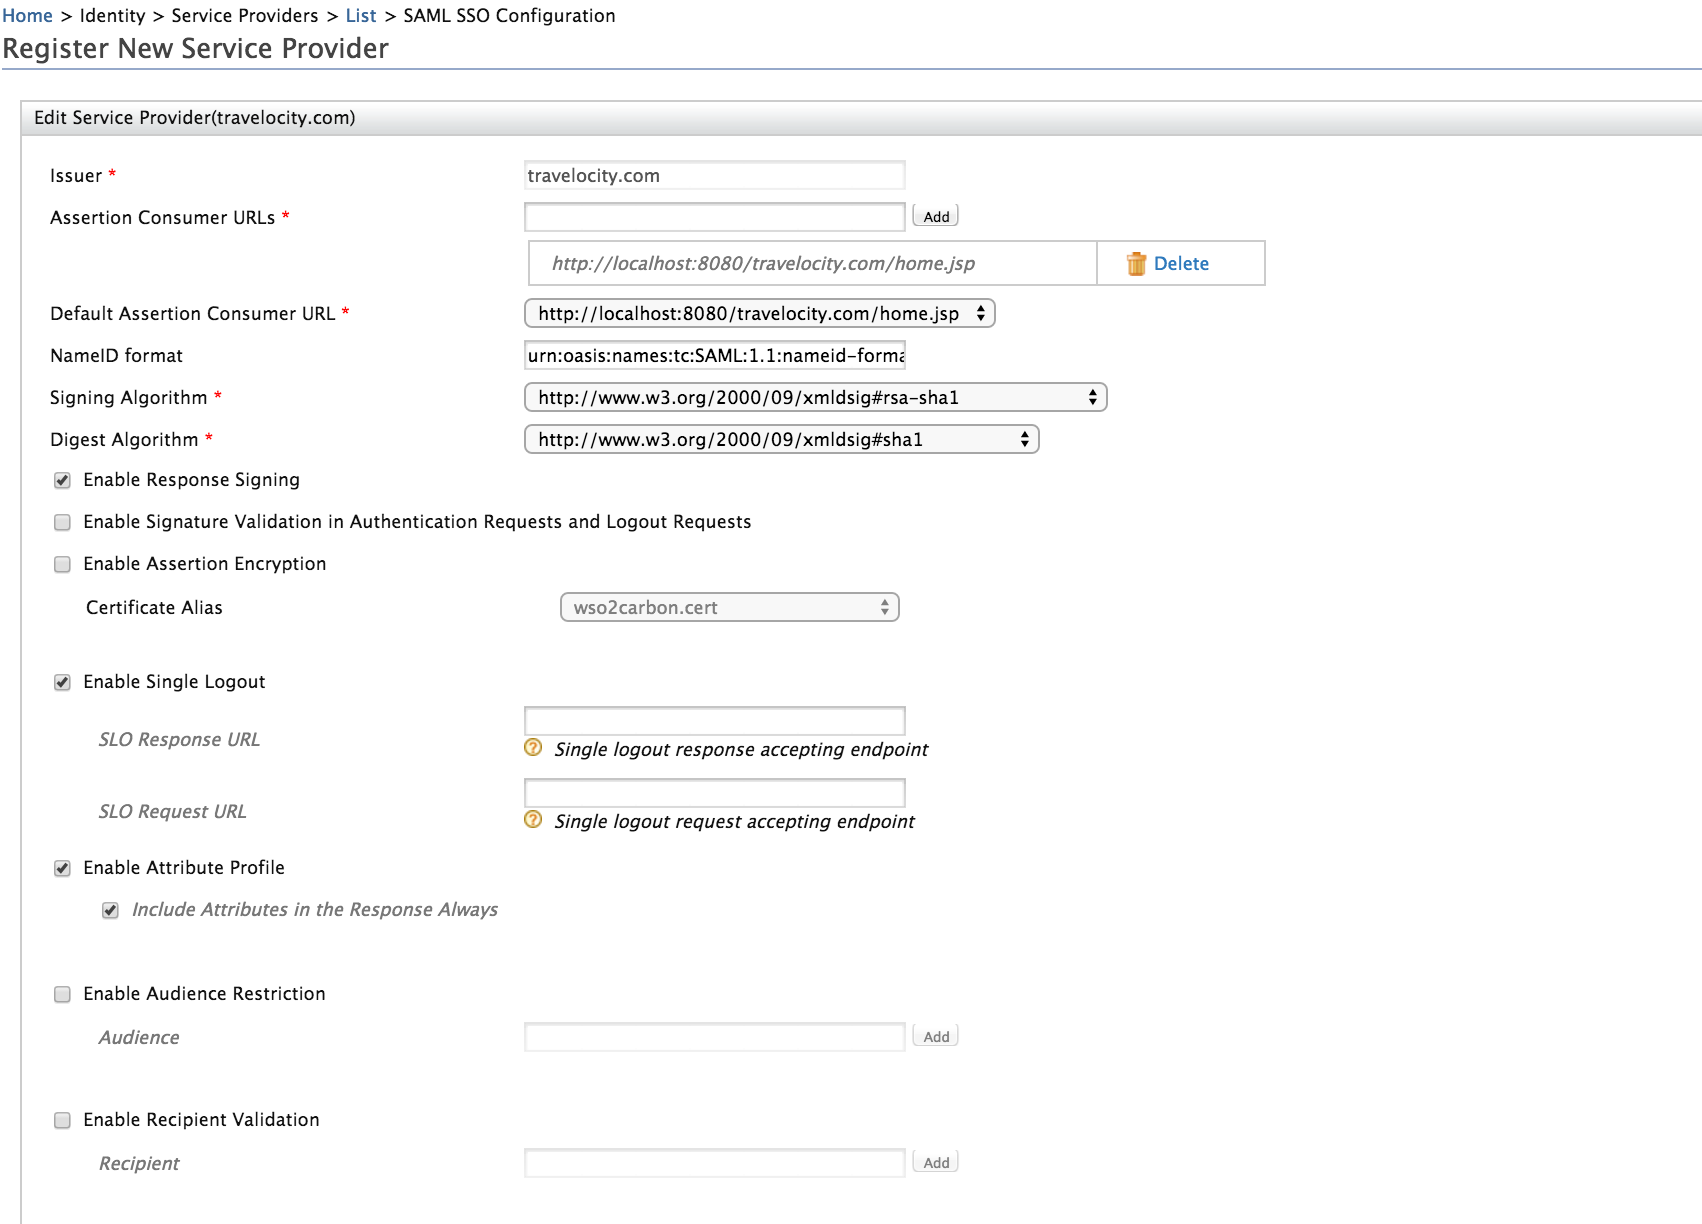 Home > Identity > Service Providers > List > SAML SSO Configuration
Register New Service Provider
Edit Service Provider(travelocity.com)
Issuer * travelocity.com
Assertion Consumer URLs * Add
http://localhost:8080/travelocity.com/home.jsp Delete
Default Assertion Consumer URL * http://localhost:8080/travelocity.com/home.jsp
NameID format urn:oasis:names:tc:SAML:1.1:nameid-forma
Signing Algorithm * http://www.w3.org/2000/09/xmldsig#rsa-sha1
Digest Algorithm * http://www.w3.org/2000/09/xmldsig#sha1
Enable Response Signing
Enable Signature Validation in Authentication Requests and Logout Requests
Enable Assertion Encryption
Certificate Alias wso2carbon.cert
Enable Single Logout
SLO Response URL
? Single logout response accepting endpoint
SLO Request URL
? Single logout request accepting endpoint
Enable Attribute Profile
Include Attributes in the Response Always
Enable Audience Restriction
Audience Add
Enable Recipient Validation
Recipient Add